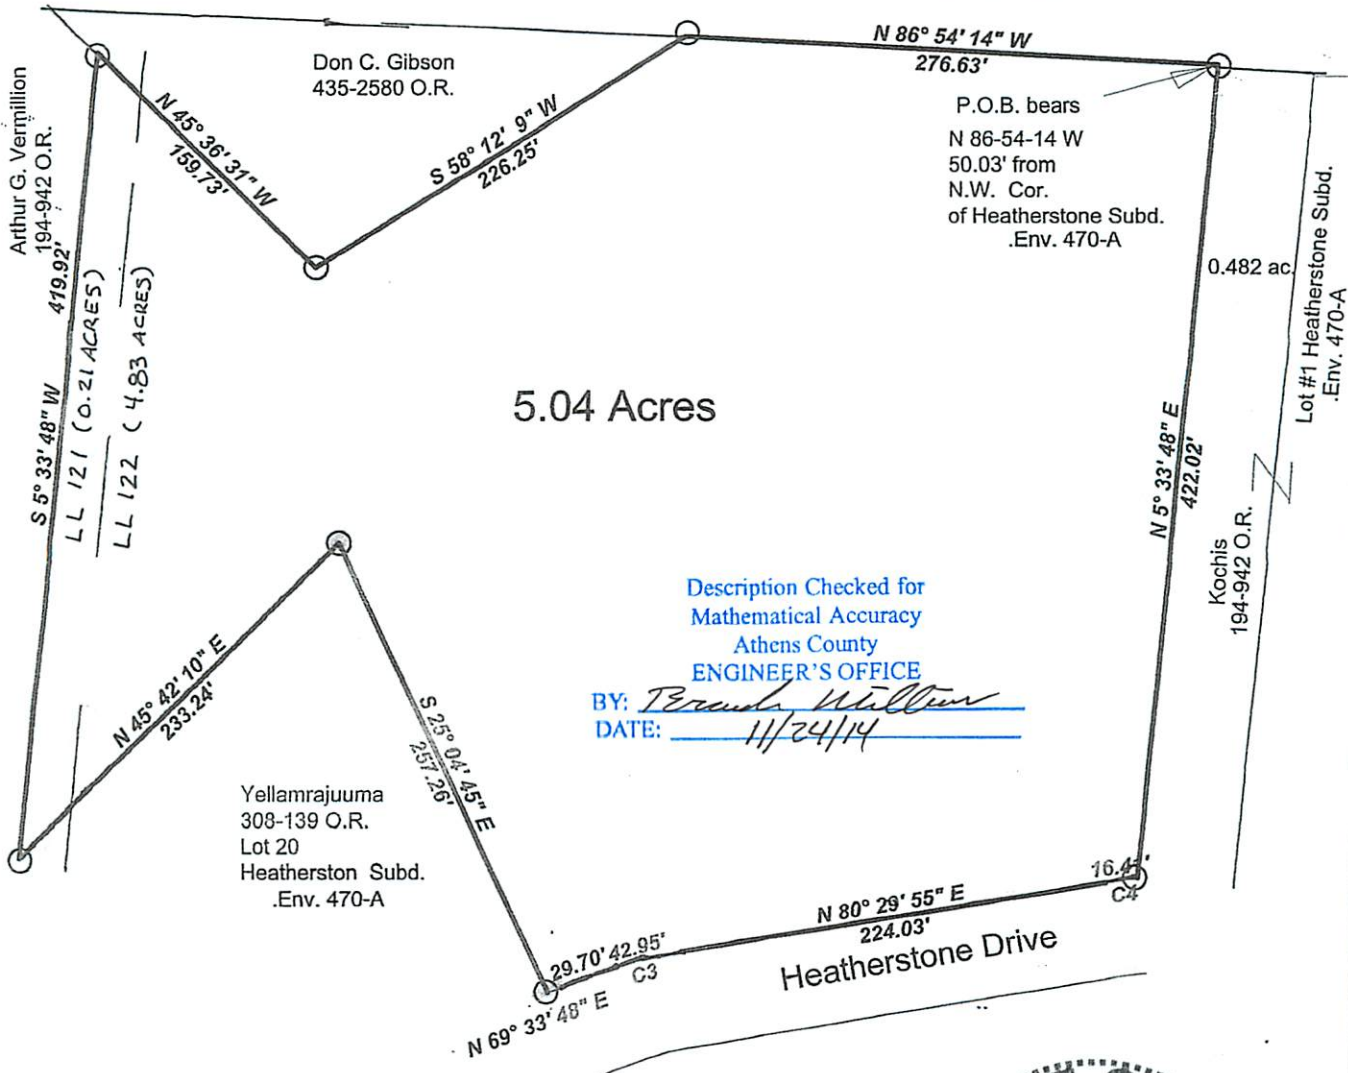 N 86° 54' 14" W
276.63'
Don C. Gibson
435-2580 O.R.
Arthur G. Vermillion
194-942 O.R.
N 45° 36' 31" W
159.73'
S 58° 12' 9" W
226.25'
P.O.B. bears
N 86-54-14 W
50.03' from
N.W. Cor.
of Heatherstone Subd.
.Env. 470-A
0.482 ac.
Lot #1 Heatherstone Subd.
.Env. 470-A
S 5° 33' 48" W
419.92'
LL 121 (0.21 ACRES)
LL 122 (4.83 ACRES)
5.04 Acres
N 5° 33' 48" E
422.02'
Kochis
194-942 O.R.
Description Checked for
Mathematical Accuracy
Athens County
ENGINEER'S OFFICE
BY:
DATE: 11/24/14
N 45° 42' 10" E
233.24'
S 25° 04' 45" E
257.26'
Yellamrajuuma
308-139 O.R.
Lot 20
Heatherston Subd.
.Env. 470-A
N 80° 29' 55" E
224.03'
C4
29.70' 42.95'
C3
N 69° 33' 48" E
Heatherstone Drive